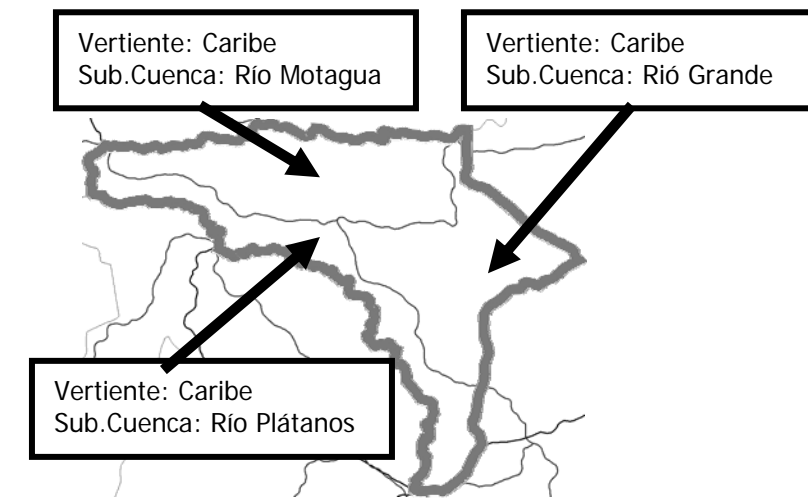 Vertiente: Caribe
Sub.Cuenca: Río Motagua
Vertiente: Caribe
Sub.Cuenca: Rió Grande
Vertiente: Caribe
Sub.Cuenca: Río Plátanos